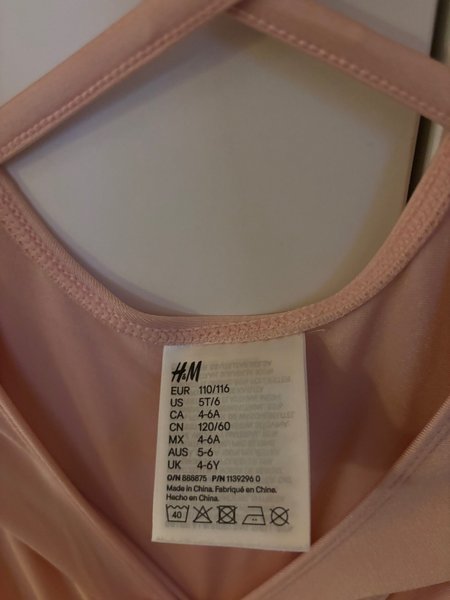 H&M
EUR 110/116
US 5T/6
CA 4-6A
CN 120/60
MX 4-6A
AUS 5-6
UK 4-6Y
O/N 888875 P/N 1139296 0
Made in China. Fabriqué en Chine.
Hecho en China.
40